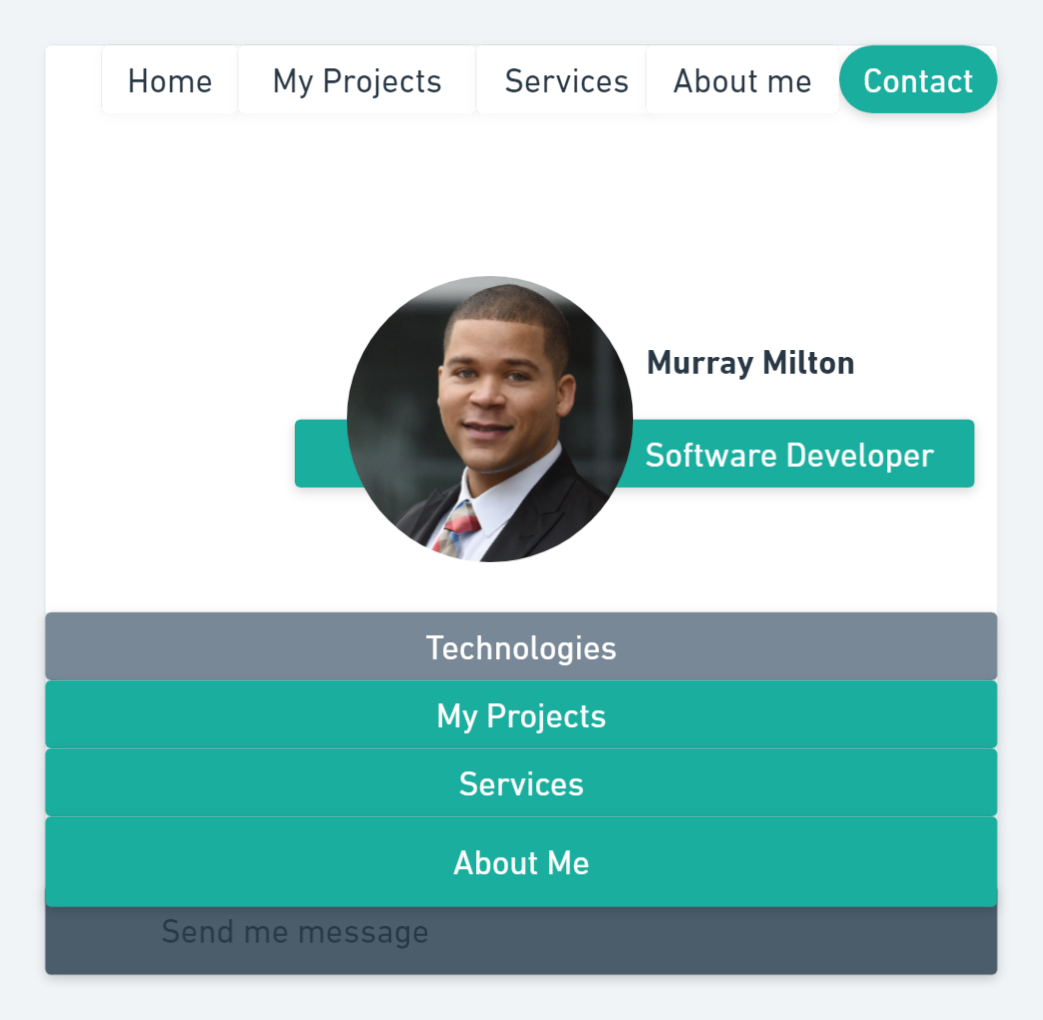 Home My Projects Services About me Contact
Murray Milton
Software Developer
Technologies
My Projects
Services
About Me
Send me message